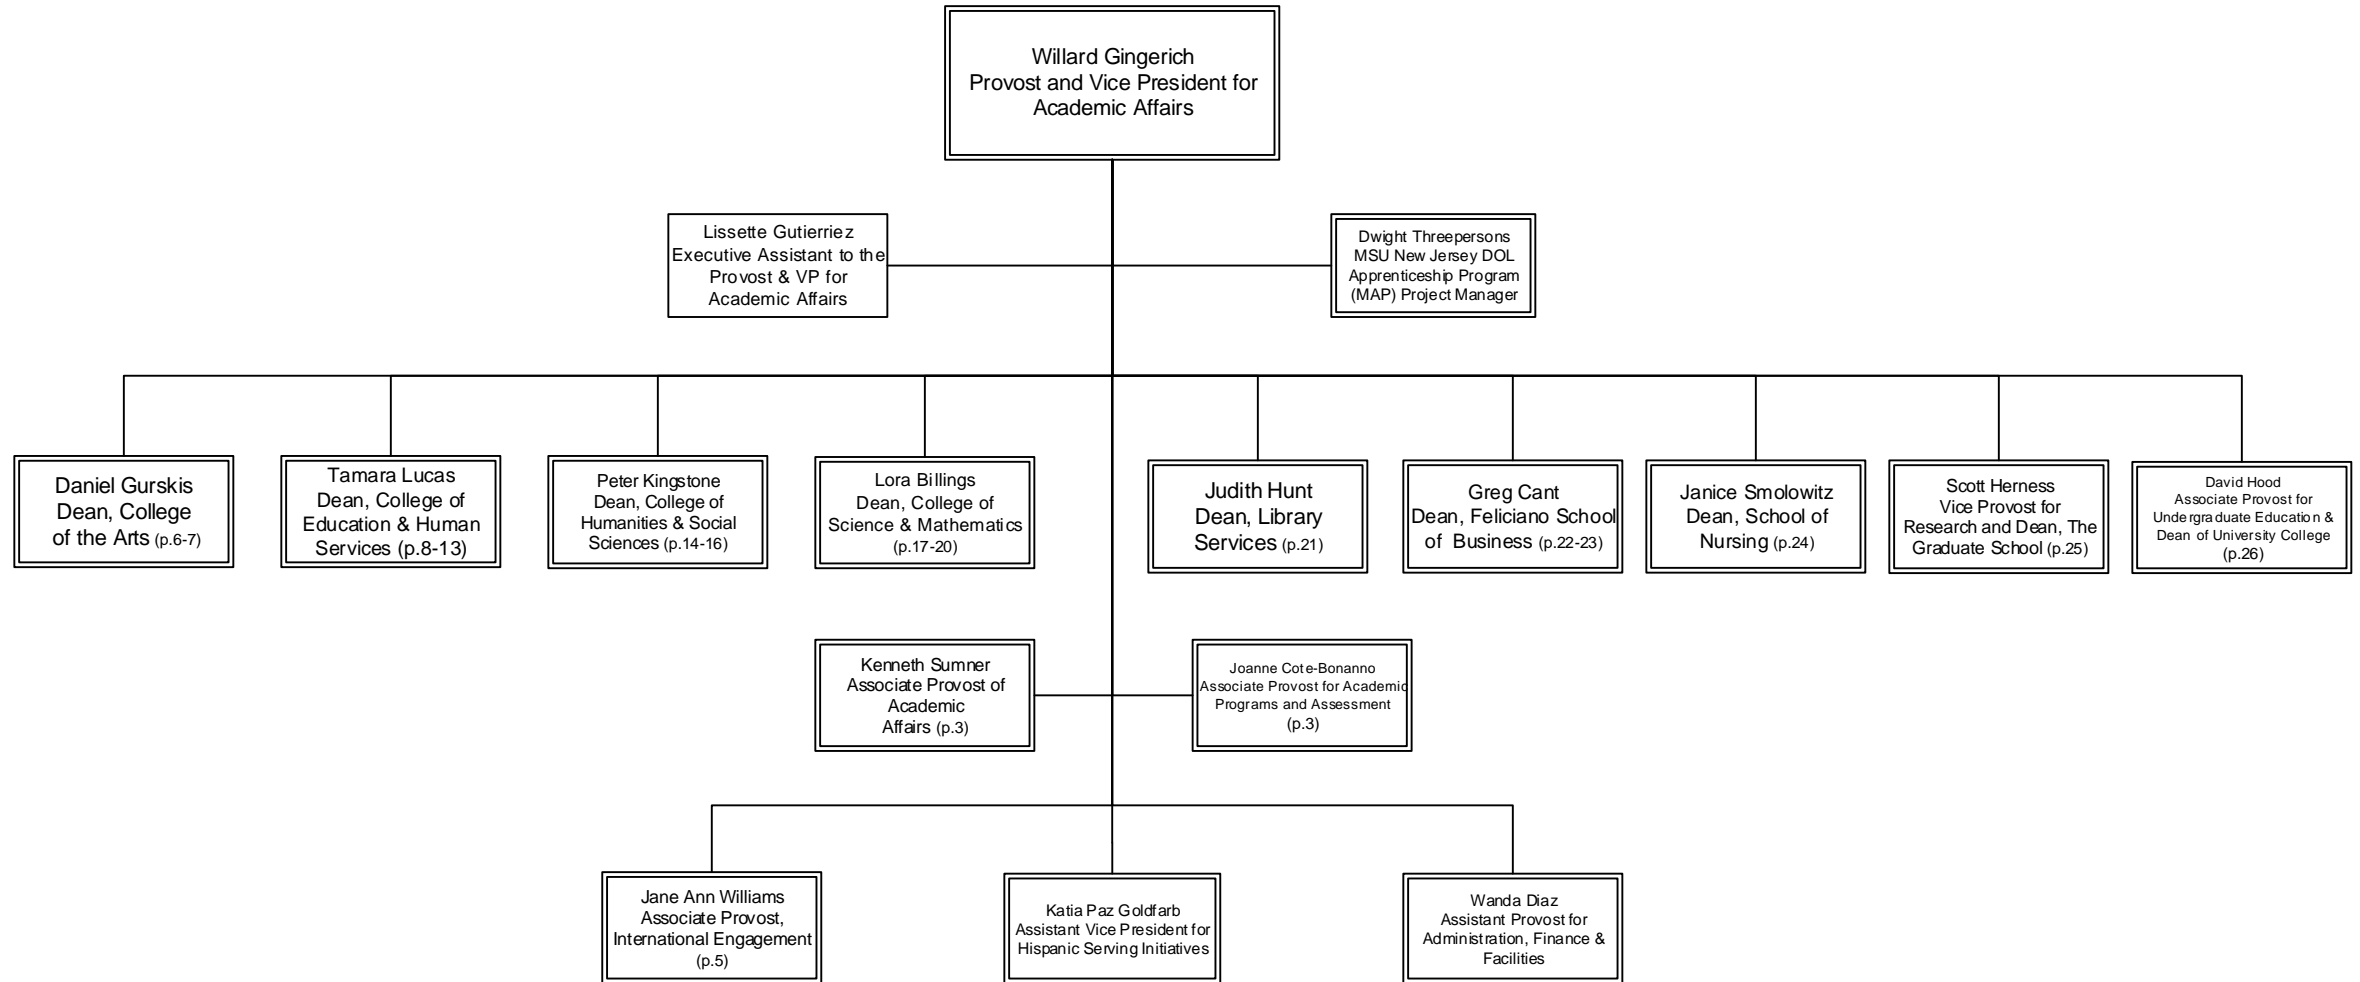 Willard Gingerich
Provost and Vice President for
Academic Affairs
Lissette Gutierriez
Executive Assistant to the
Provost & VP for
Academic Affairs
Dwight Threepersons
MSU New Jersey DOL
Apprenticeship Program
(MAP) Project Manager
Daniel Gurskis
Dean, College
of the Arts (p.6-7)
Tamara Lucas
Dean, College of
Education & Human
Services (p.8-13)
Peter Kingstone
Dean, College of
Humanities & Social
Sciences (p.14-16)
Lora Billings
Dean, College of
Science & Mathematics
(p.17-20)
Judith Hunt
Dean, Library
Services (p.21)
Greg Cant
Dean, Feliciano School
of Business (p.22-23)
Janice Smolowitz
Dean, School of
Nursing (p.24)
Scott Herness
Vice Provost for
Research and Dean, The
Graduate School (p.25)
David Hood
Associate Provost for
Undergraduate Education &
Dean of University College
(p.26)
Kenneth Sumner
Associate Provost of
Academic
Affairs (p.3)
Joanne Cote-Bonanno
Associate Provost for Academic
Programs and Assessment
(p.3)
Jane Ann Williams
Associate Provost,
International Engagement
(p.5)
Katia Paz Goldfarb
Assistant Vice President for
Hispanic Serving Initiatives
Wanda Diaz
Assistant Provost for
Administration, Finance &
Facilities